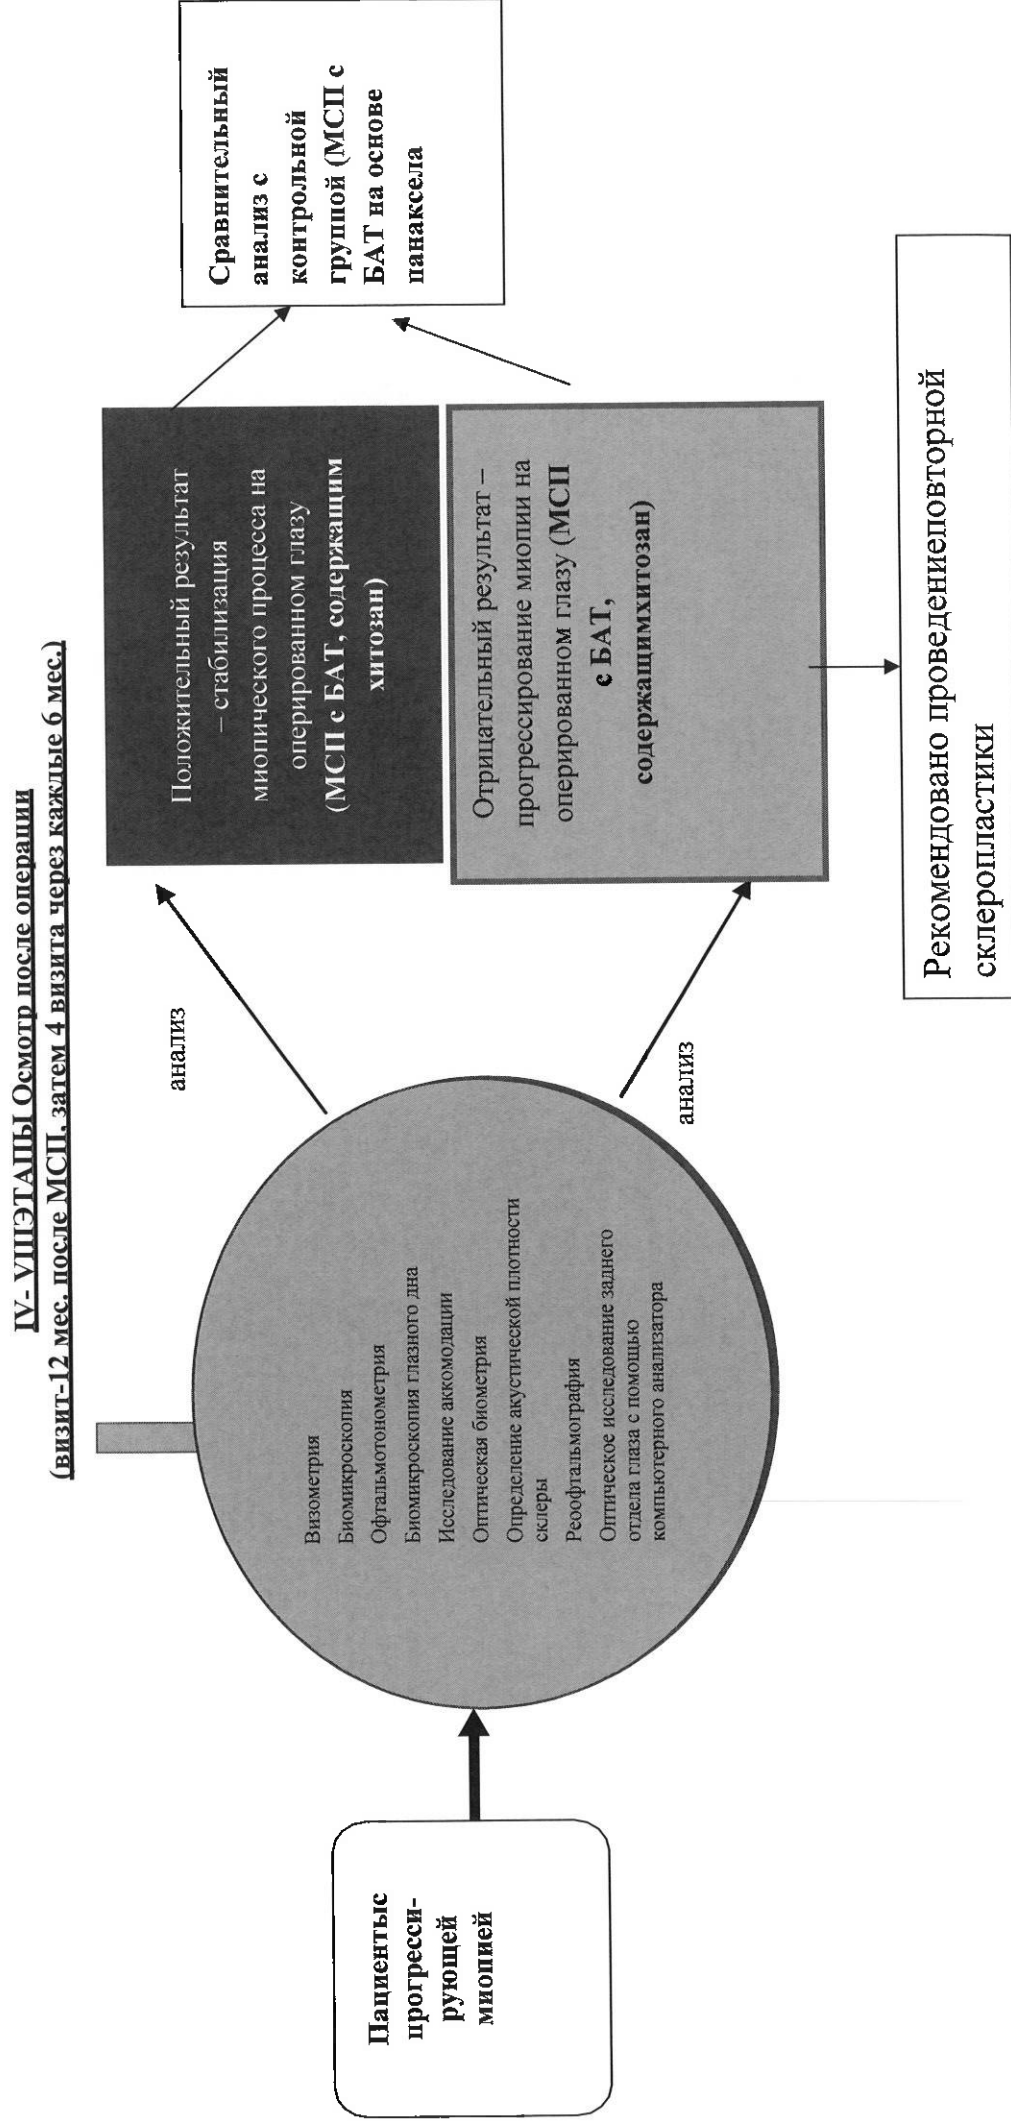 IV- VIIIЭТАПЫ Осмотр после операции
(визит-12 мес. после МСП, затем 4 визита через каждые 6 мес.)
Пациентыс
прогресси-
рующей
миопией
Визометрия
Биомикроскопия
Офтальмотонометрия
Биомикроскопия глазного дна
Исследование аккомодации
Оптическая биометрия
Определение акустической плотности
склеры
Реоофтальмография
Оптическое исследование заднего
отдела глаза с помощью
компьютерного анализатора
анализ
анализ
Положительный результат
– стабилизация
миопического процесса на
оперированном глазу
(МСП с БАТ, содержащим
хитозан)
Отрицательный результат –
прогрессирование миопии на
оперированном глазу (МСП
с БАТ,
содержащимхитозан)
Сравнительный
анализ с
контрольной
группой (МСП с
БАТ на основе
панаксела
Рекомендовано проведениеповторной
склеропластики